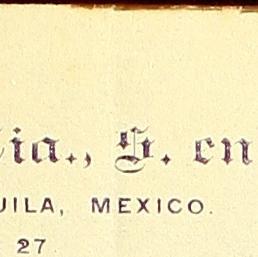 ia., S. en
UILA, MEXICO.
27